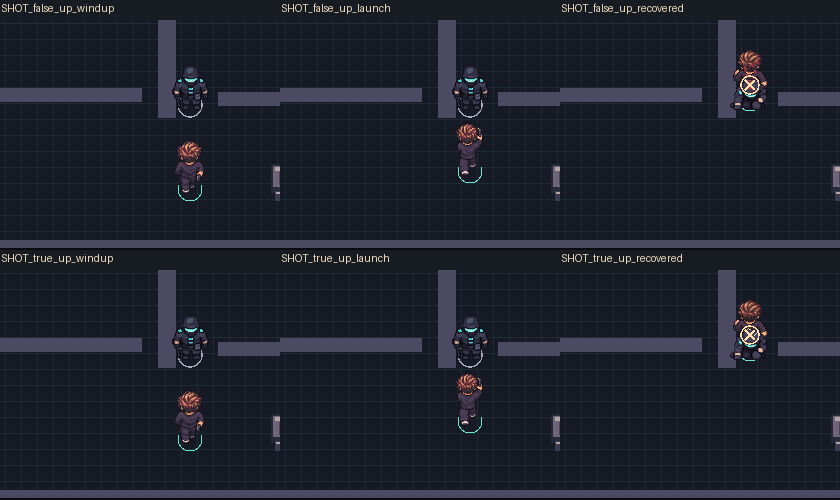 SHOT_false_up_windup
SHOT_false_up_launch
SHOT_false_up_recovered
SHOT_true_up_windup
SHOT_true_up_launch
SHOT_true_up_recovered